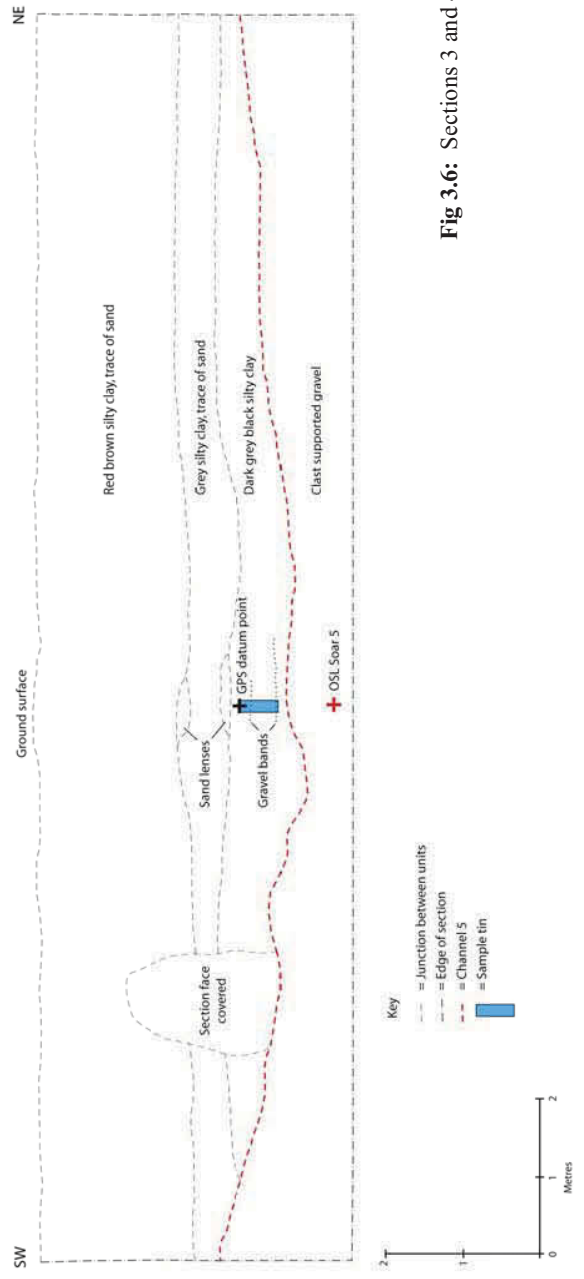 SW
NE
Ground surface
Red brown silty clay, trace of sand
Grey silty clay, trace of sand
Dark grey black silty clay
Clast supported gravel
Section face
covered
Sand lenses
Gravel bands
GPS datum point
OSL Soar 5
Key
= Junction between units
= Edge of section
= Channel 5
= Sample tin
2
1
0
0
1
2
Metres
Fig 3.6: Sections 3 and